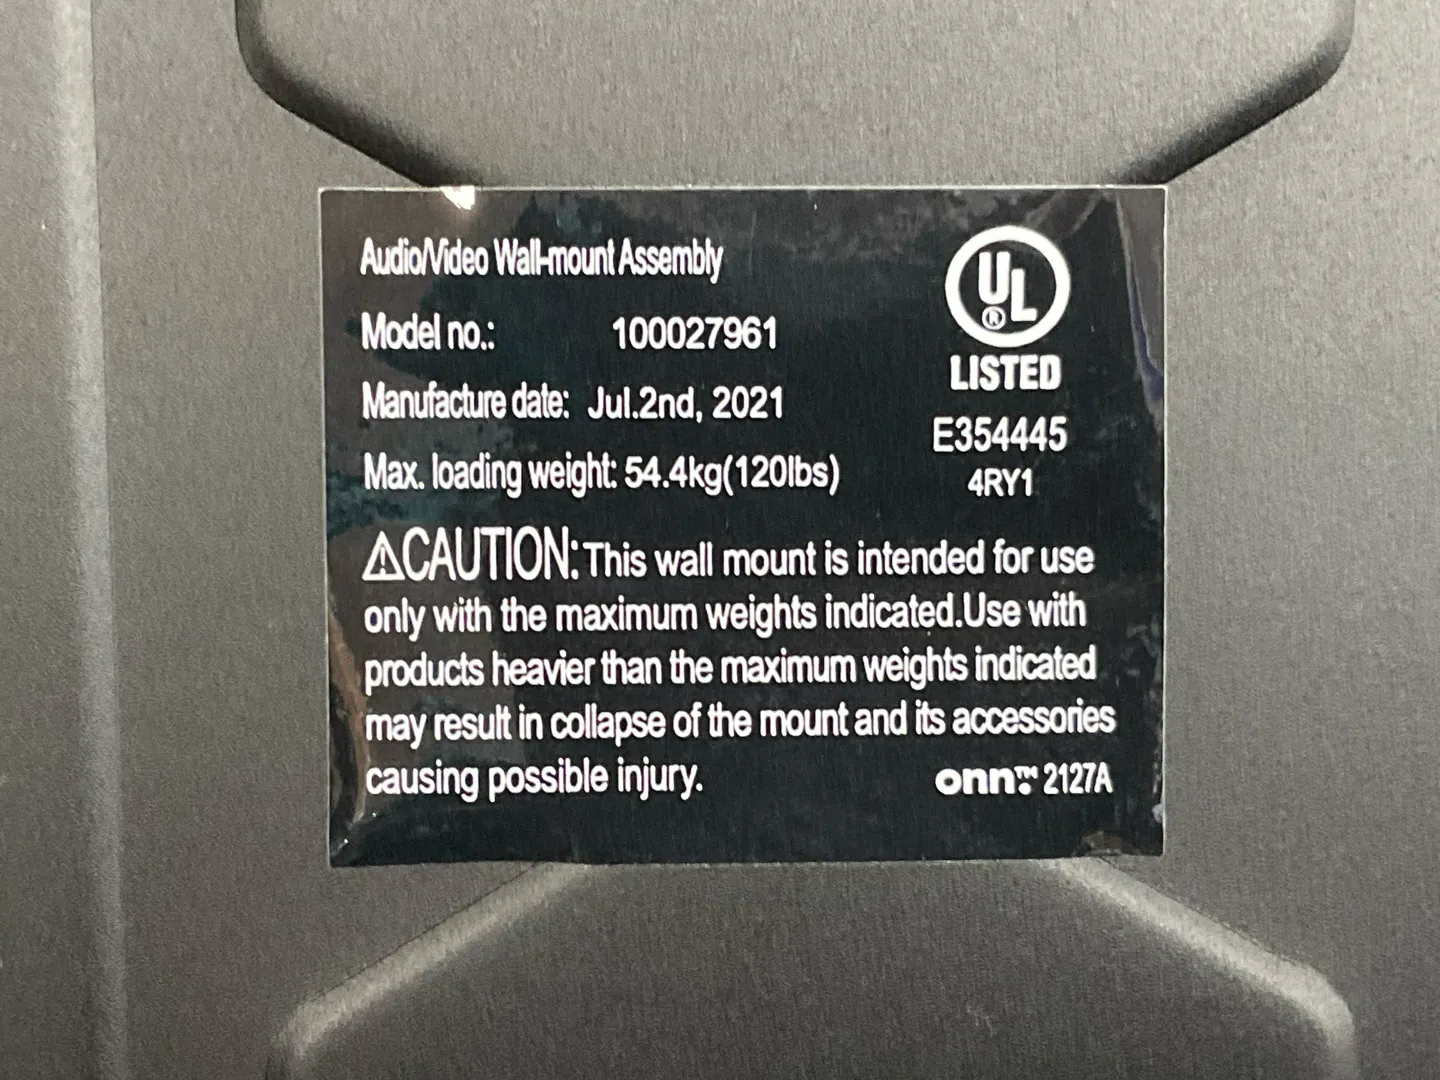 Audio/Video Wall-mount Assembly
Model no.: 100027961
Manufacture date: Jul.2nd, 2021
Max. loading weight: 54.4kg(120lbs)
UL
®
LISTED
E354445
4RY1
⚠CAUTION: This wall mount is intended for use
only with the maximum weights indicated.Use with
products heavier than the maximum weights indicated
may result in collapse of the mount and its accessories
causing possible injury.
onn™. 2127A